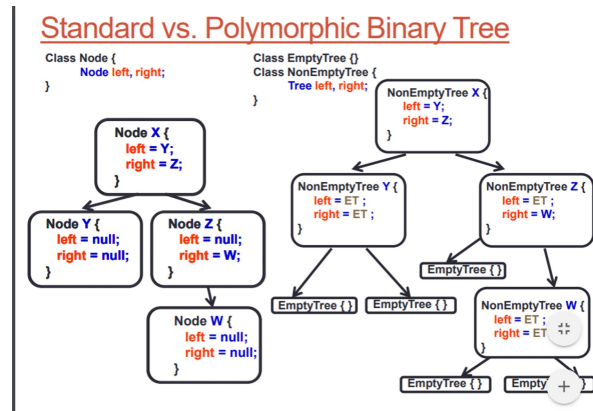 Standard vs. Polymorphic Binary Tree
Class Node {
Node left, right;
}
Class EmptyTree {}
Class NonEmptyTree {
Tree left, right;
}
Node X {
left = Y;
right = Z;
}
Node Y {
left = null;
right = null;
}
Node Z {
left = null;
right = W;
}
Node W {
left = null;
right = null;
}
NonEmptyTree X {
left = Y;
right = Z;
}
NonEmptyTree Y {
left = ET ;
right = ET ;
}
NonEmptyTree Z {
left = ET ;
right = W;
}
EmptyTree { }
EmptyTree { }
EmptyTree { }
NonEmptyTree W {
left = ET ;
right = ET
}
EmptyTree { }
Empty }